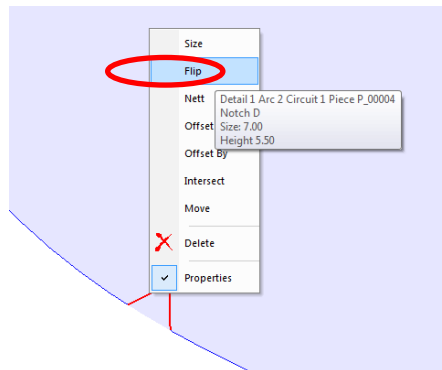 Size
Flip
Nett
Detail 1 Arc 2 Circuit 1 Piece P_00004
Notch D
Size: 7.00
Height 5.50
Offset
Offset By
Intersect
Move
Delete
Properties